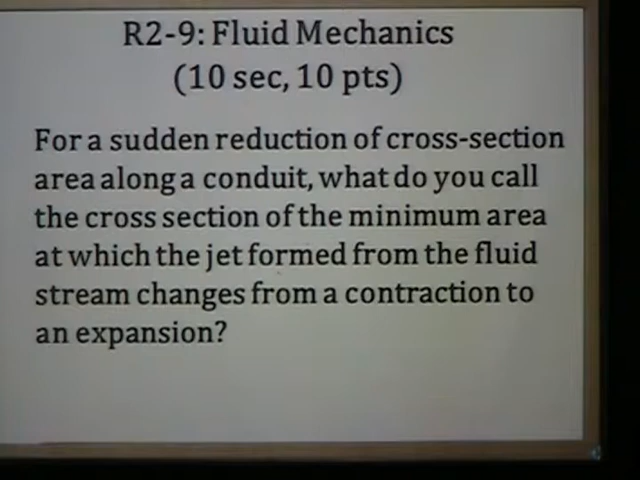 R2-9: Fluid Mechanics
(10 sec, 10 pts)
For a sudden reduction of cross-section
area along a conduit, what do you call
the cross section of the minimum area
at which the jet formed from the fluid
stream changes from a contraction to
an expansion?